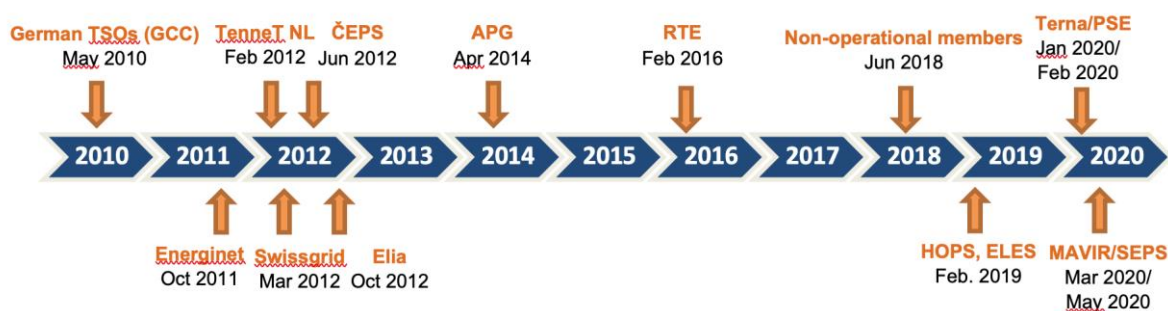 German TSOs (GCC)
May 2010
TenneT NL
Feb 2012
ČEPS
Jun 2012
APG
Apr 2014
RTE
Feb 2016
Non-operational members
Jun 2018
Terna/PSE
Jan 2020/
Feb 2020
2010
2011
2012
2013
2014
2015
2016
2017
2018
2019
2020
Energinet
Oct 2011
Swissgrid
Mar 2012
Elia
Oct 2012
HOPS, ELES
Feb. 2019
MAVIR/SEPS
Mar 2020/
May 2020